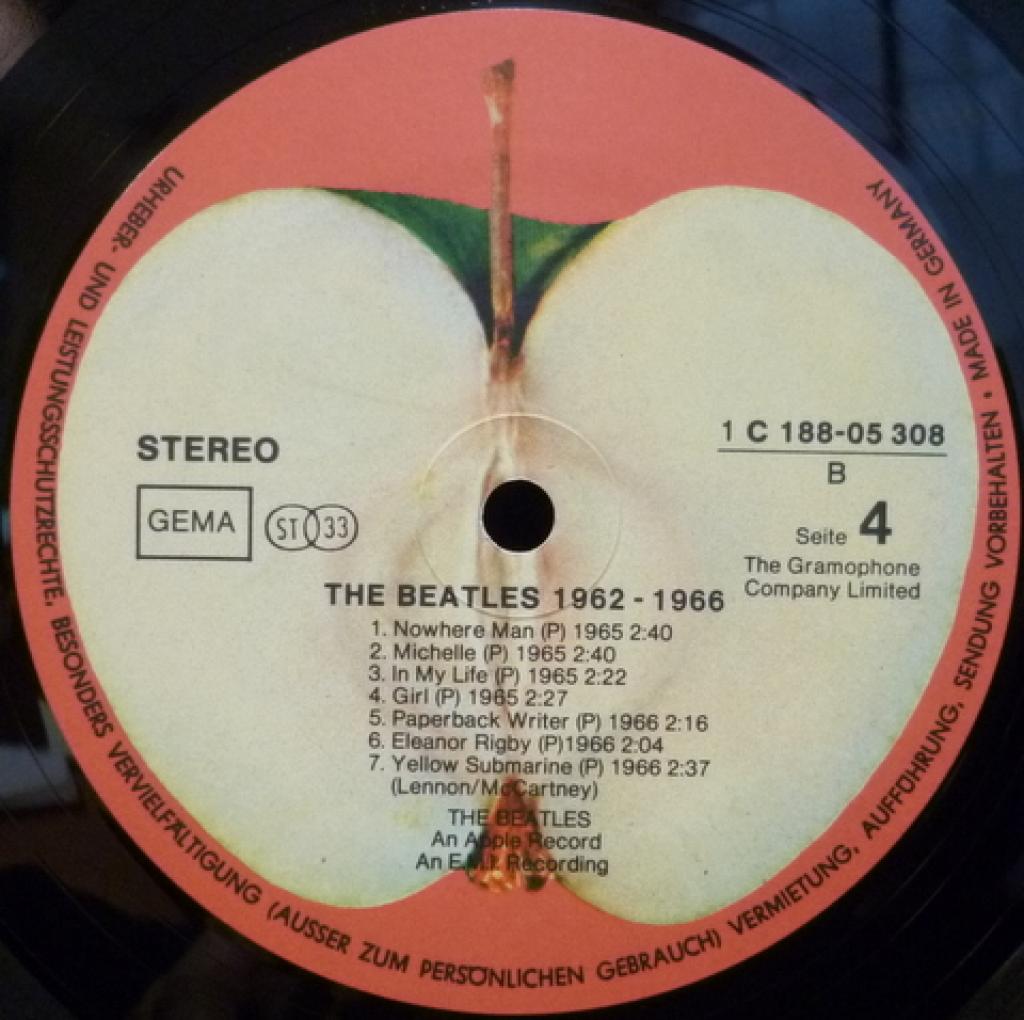 URHEBER- UND LEISTUNGSSCHUTZRECHTE. BESONDERS VERVIELFÄLTIGUNG (AUSSER ZUM PERSÖNLICHEN GEBRAUCH) VERMIETUNG, AUFFÜHRUNG, SENDUNG VORBEHALTEN • MADE IN GERMANY
STEREO
GEMA
ST 33
1 C 188-05 308
B
Seite 4
The Gramophone
Company Limited
THE BEATLES 1962 - 1966
1. Nowhere Man (P) 1965 2:40
2. Michelle (P) 1965 2:40
3. In My Life (P) 1965 2:22
4. Girl (P) 1965 2:27
5. Paperback Writer (P) 1966 2:16
6. Eleanor Rigby (P)1966 2:04
7. Yellow Submarine (P) 1966 2:37
(Lennon/McCartney)
THE BEATLES
An Apple Record
An E.M.I. Recording